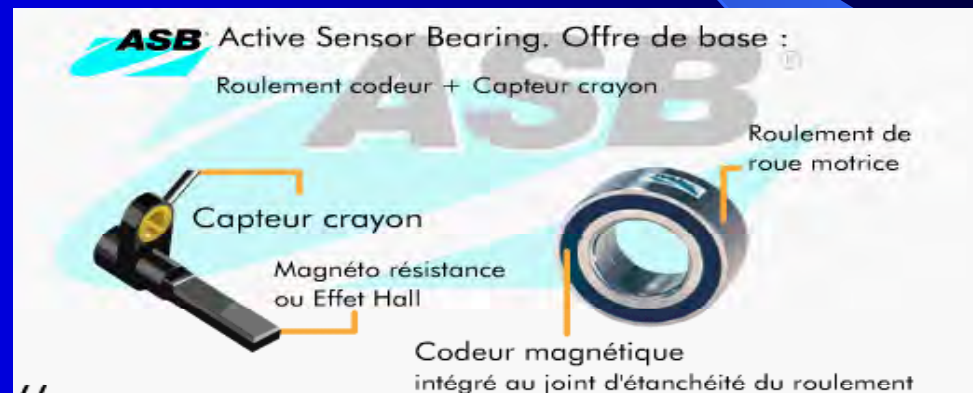 ASB Active Sensor Bearing. Offre de base :
Roulement codeur + Capteur crayon
ASB®
Roulement de
roue motrice
Capteur crayon
Magnéto résistance
ou Effet Hall
Codeur magnétique
intégré au joint d'étanchéité du roulement